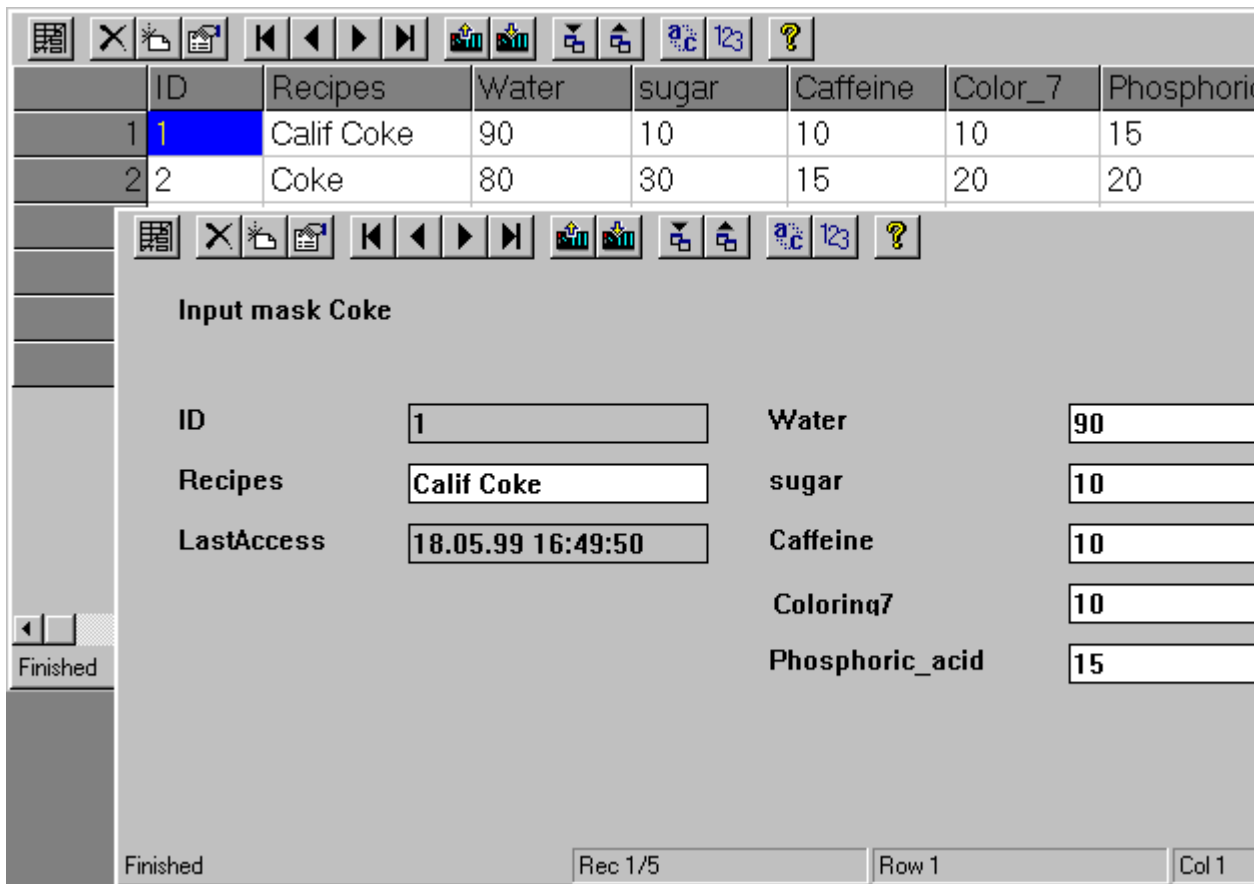 a c 123 ?
ID Recipes Water sugar Caffeine Color_7 Phosphoric
1 1 Calif Coke 90 10 10 10 15
2 2 Coke 80 30 15 20 20
a c 123 ?
Input mask Coke
ID 1 Water 90
Recipes Calif Coke sugar 10
LastAccess 18.05.99 16:49:50 Caffeine 10
Coloring7 10
Phosphoric_acid 15
Finished
Finished Rec 1/5 Row 1 Col 1